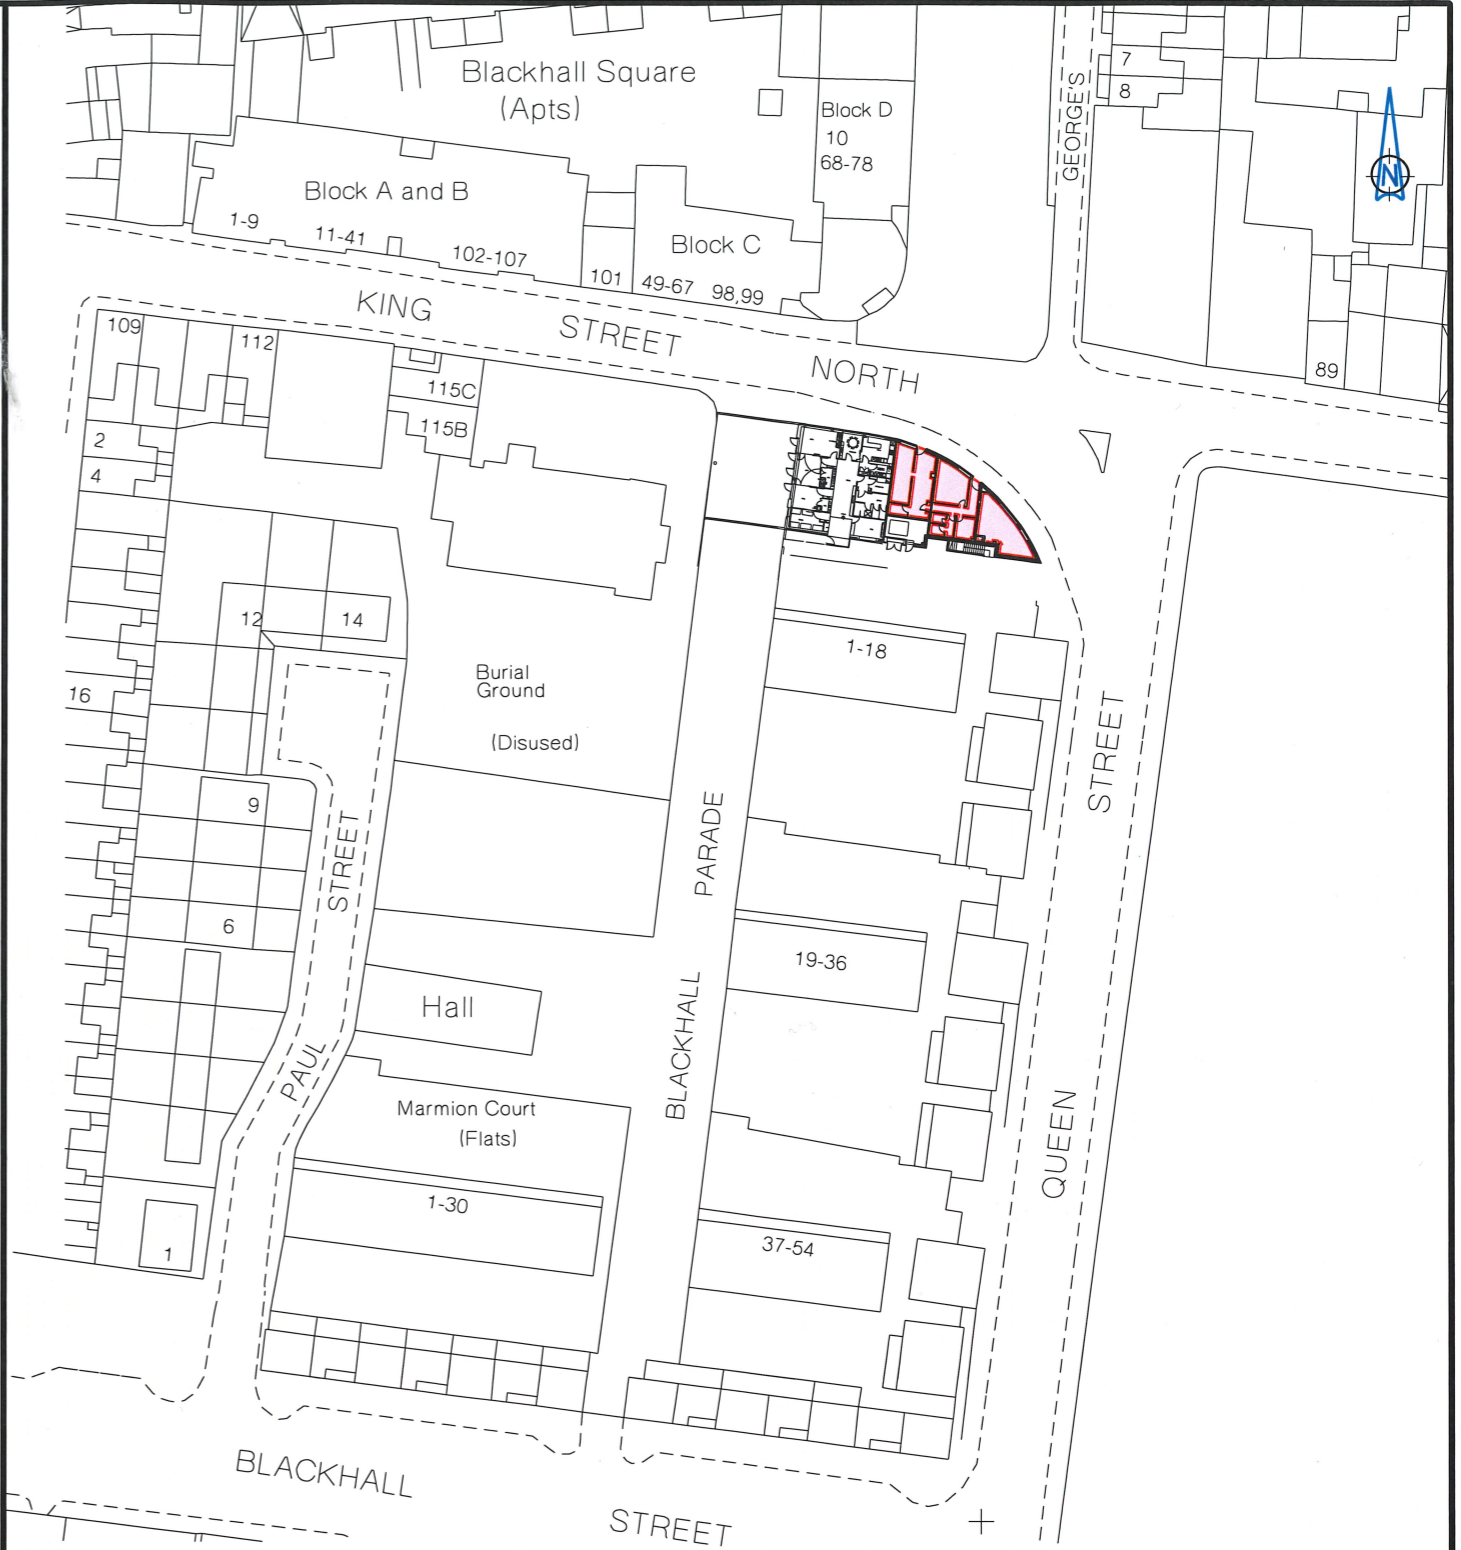 Blackhall Square
(Apts)
Block D
10
68-78
GEORGE'S
7
8
N
Block A and B
1-9
11-41
102-107
101
Block C
49-67
98,99
KING
STREET
NORTH
109
112
115C
115B
89
2
4
12
14
16
Burial
Ground
(Disused)
1-18
STREET
9
6
STREET
PAUL
PARADE
BLACKHALL
19-36
Hall
Marmion Court
(Flats)
1-30
QUEEN
37-54
1
BLACKHALL
STREET